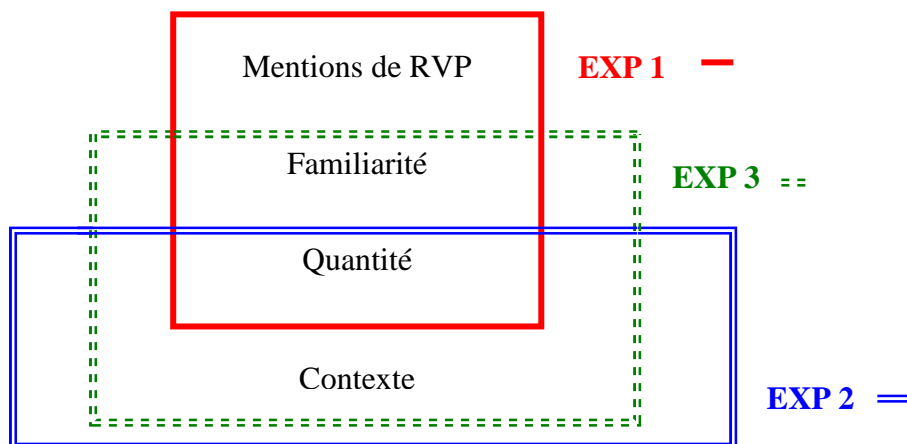 Mentions de RVP
EXP 1
Familiarité
EXP 3
Quantité
Contexte
EXP 2